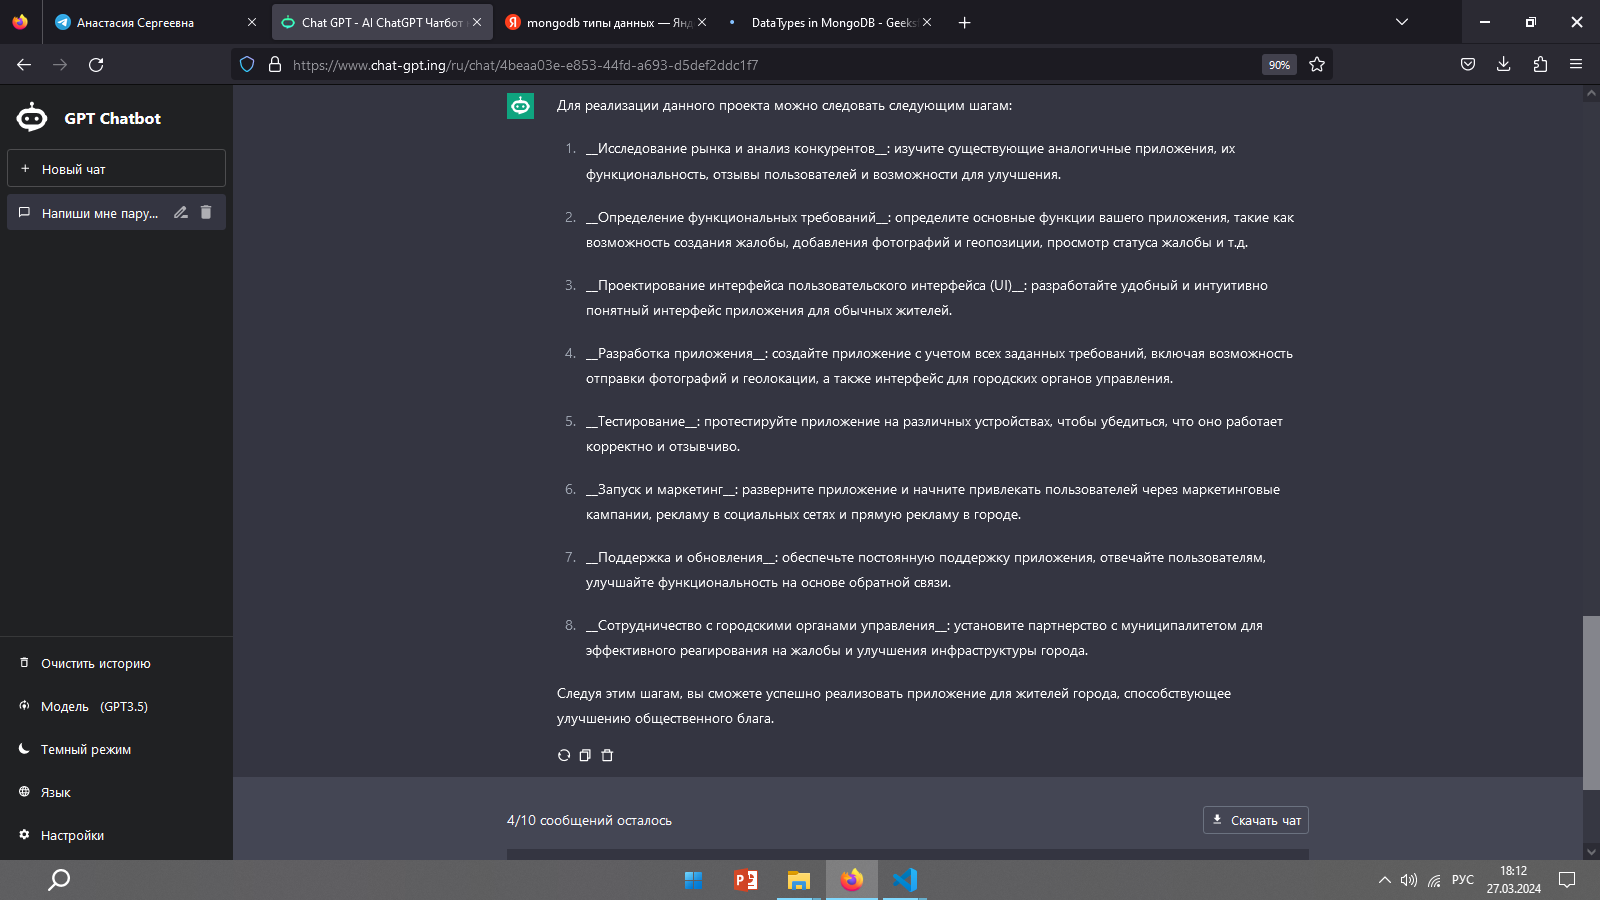 Анастасия Сергеевна
Chat GPT - AI ChatGPT Чатбот
mongodb типы данных — Янд
DataTypes in MongoDB - Geeks
https://www.chat-gpt.ing/ru/chat/4beaa03e-e853-44fd-a693-d5def2ddc1f7
90%
GPT Chatbot
Новый чат
Напиши мне пару...
Очистить историю
Модель (GPT3.5)
Темный режим
Язык
Настройки
Для реализации данного проекта можно следовать следующим шагам:
1. __Исследование рынка и анализ конкурентов__: изучите существующие аналогичные приложения, их
функциональность, отзывы пользователей и возможности для улучшения.
2. __Определение функциональных требований__: определите основные функции вашего приложения, такие как
возможность создания жалобы, добавления фотографий и геопозиции, просмотр статуса жалобы и т.д.
3. __Проектирование интерфейса пользовательского интерфейса (UI)__: разработайте удобный и интуитивно
понятный интерфейс приложения для обычных жителей.
4. __Разработка приложения__: создайте приложение с учетом всех заданных требований, включая возможность
отправки фотографий и геолокации, а также интерфейс для городских органов управления.
5. __Тестирование__: протестируйте приложение на различных устройствах, чтобы убедиться, что оно работает
корректно и отзывчиво.
6. __Запуск и маркетинг__: разверните приложение и начните привлекать пользователей через маркетинговые
кампании, рекламу в социальных сетях и прямую рекламу в городе.
7. __Поддержка и обновления__: обеспечьте постоянную поддержку приложения, отвечайте пользователям,
улучшайте функциональность на основе обратной связи.
8. __Сотрудничество с городскими органами управления__: установите партнерство с муниципалитетом для
эффективного реагирования на жалобы и улучшения инфраструктуры города.
Следуя этим шагам, вы сможете успешно реализовать приложение для жителей города, способствующее
улучшению общественного блага.
4/10 сообщений осталось
Скачать чат
РУС
18:12
27.03.2024